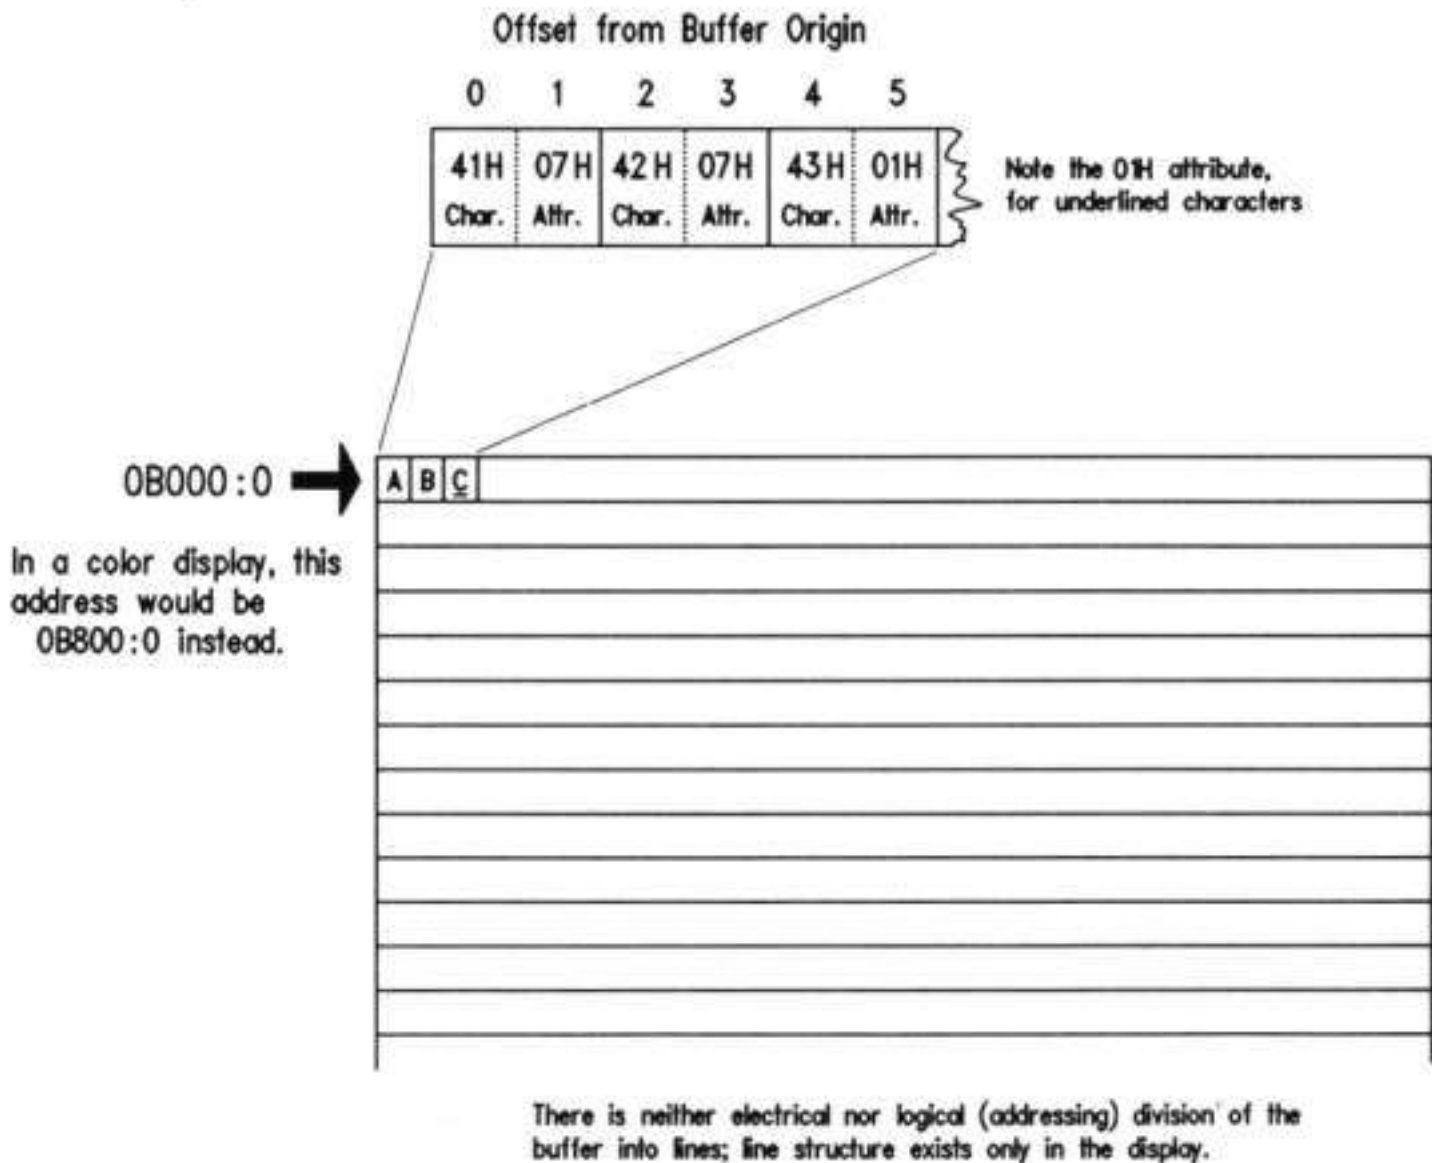 Offset from Buffer Origin
0 1 2 3 4 5
41H 07H 42H 07H 43H 01H
Char. Attr. Char. Attr. Char. Attr.
Note the 01H attribute,
for underlined characters
0B000:0
A B C
In a color display, this
address would be
0B800:0 instead.
There is neither electrical nor logical (addressing) division of the
buffer into lines; line structure exists only in the display.